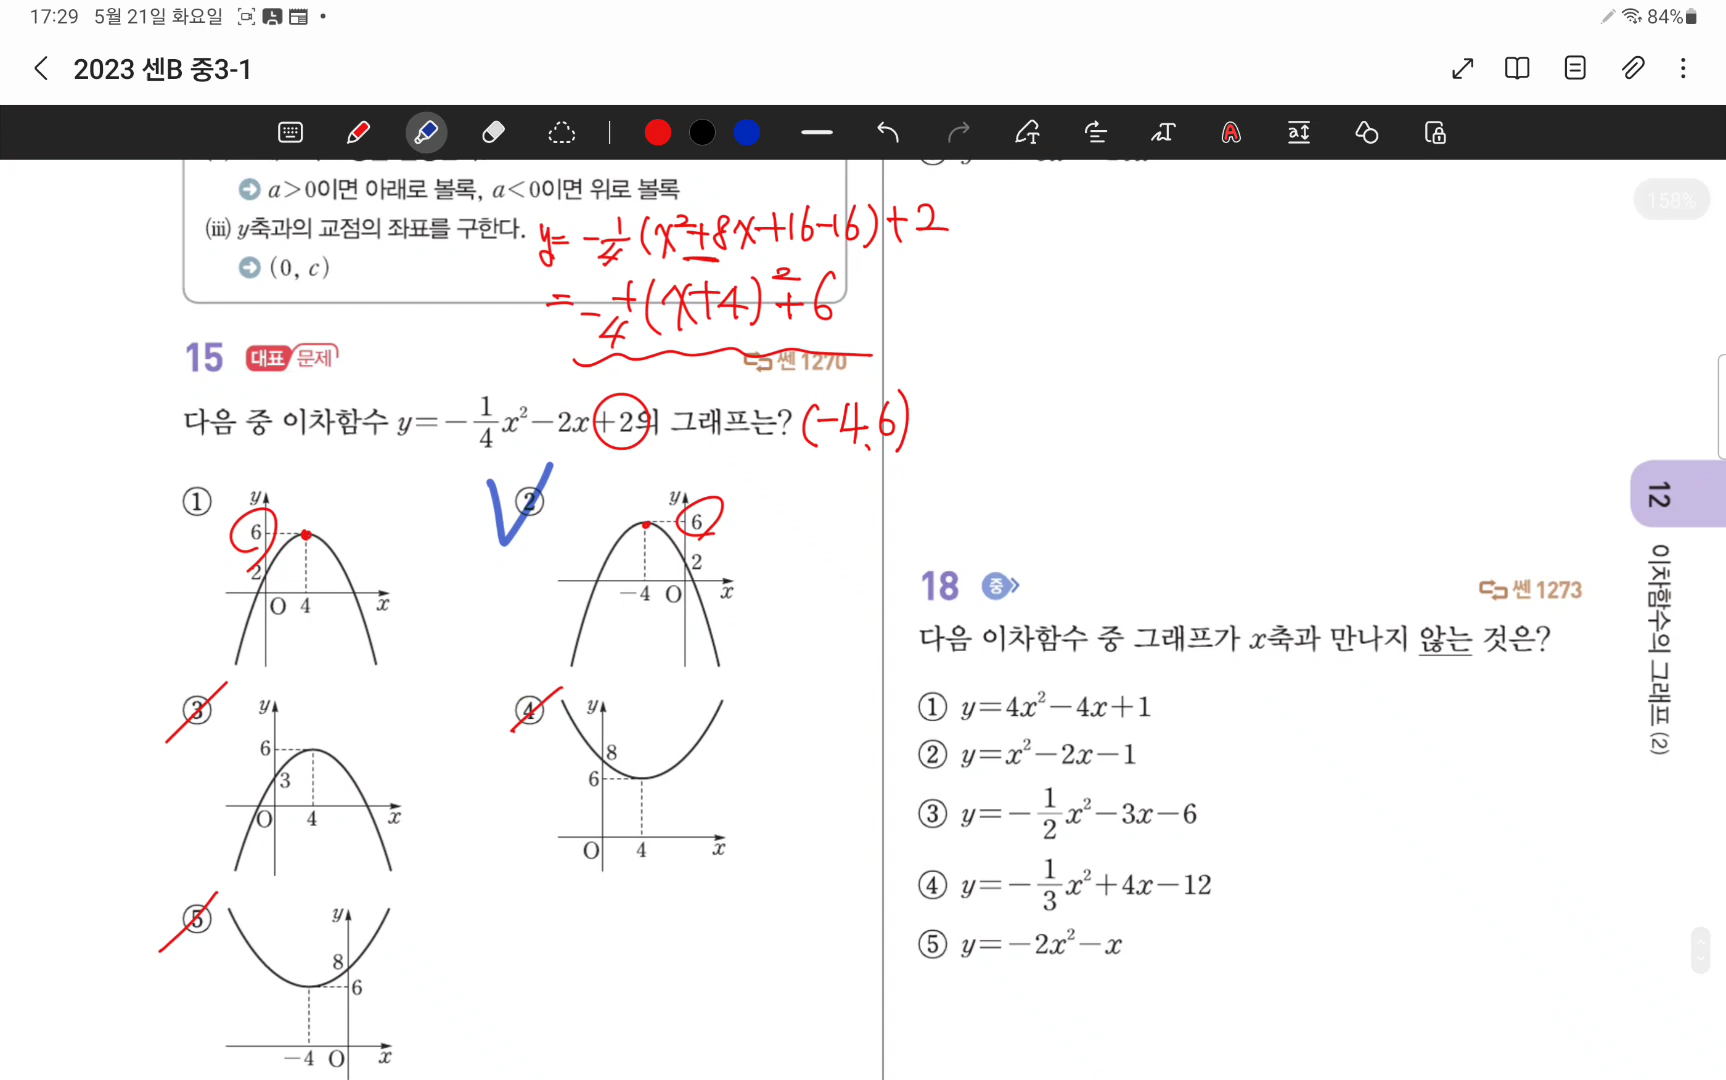 17:29 5월 21일 화요일 84%
2023 쎈B 중3-1
158%
a>0이면 아래로 볼록, a<0이면 위로 볼록
(ⅲ) y축과의 교점의 좌표를 구한다.
(0, c)
y= -1/4(x²+8x+16-16)+2
= -1/4(x+4)²+6
15 대표 문제 쎈 1270
다음 중 이차함수 y=-1/4x²-2x+2의 그래프는? (-4, 6)
① y 6 2 O 4 x
② y 6 2 -4 O x
③ y 6 3 O 4 x
④ y 8 6 O 4 x
⑤ y 8 6 -4 O x
18 중 쎈 1273
다음 이차함수 중 그래프가 x축과 만나지 않는 것은?
① y=4x²-4x+1
② y=x²-2x-1
③ y=-1/2x²-3x-6
④ y=-1/3x²+4x-12
⑤ y=-2x²-x
12
이차함수의 그래프 (2)